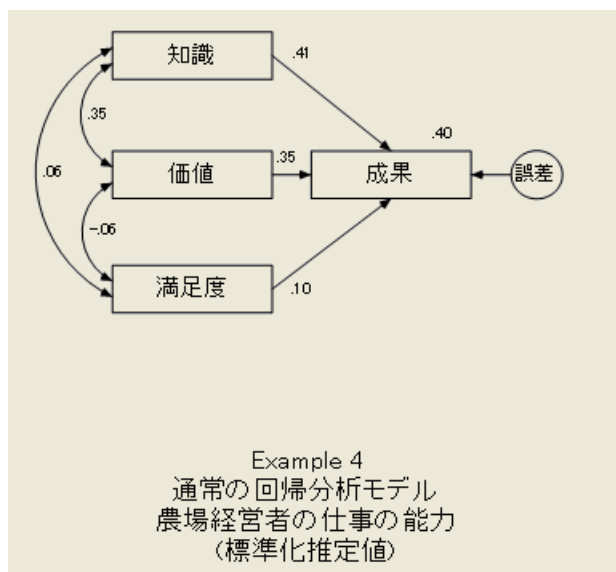 知識
.41
.35
.40
.06
価値
.35
成果
誤差
-.06
満足度
.10
Example 4
通常の回帰分析モデル
農場経営者の仕事の能力
(標準化推定値)